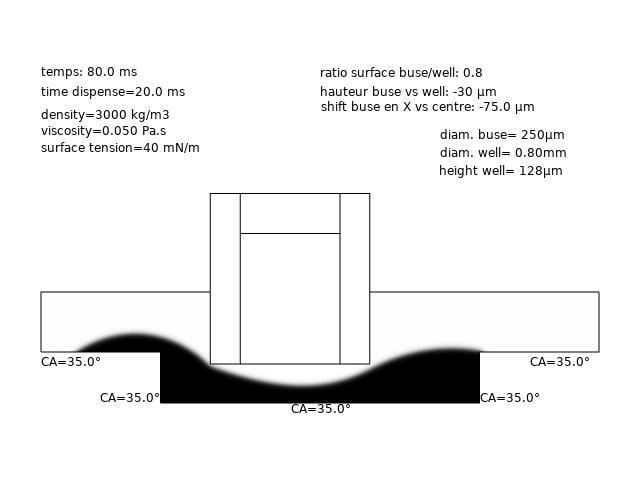 temps: 80.0 ms
time dispense=20.0 ms
density=3000 kg/m3
viscosity=0.050 Pa.s
surface tension=40 mN/m
ratio surface buse/well: 0.8
hauteur buse vs well: -30 µm
shift buse en X vs centre: -75.0 µm
diam. buse= 250µm
diam. well= 0.80mm
height well= 128µm
CA=35.0°
CA=35.0°
CA=35.0°
CA=35.0°
CA=35.0°